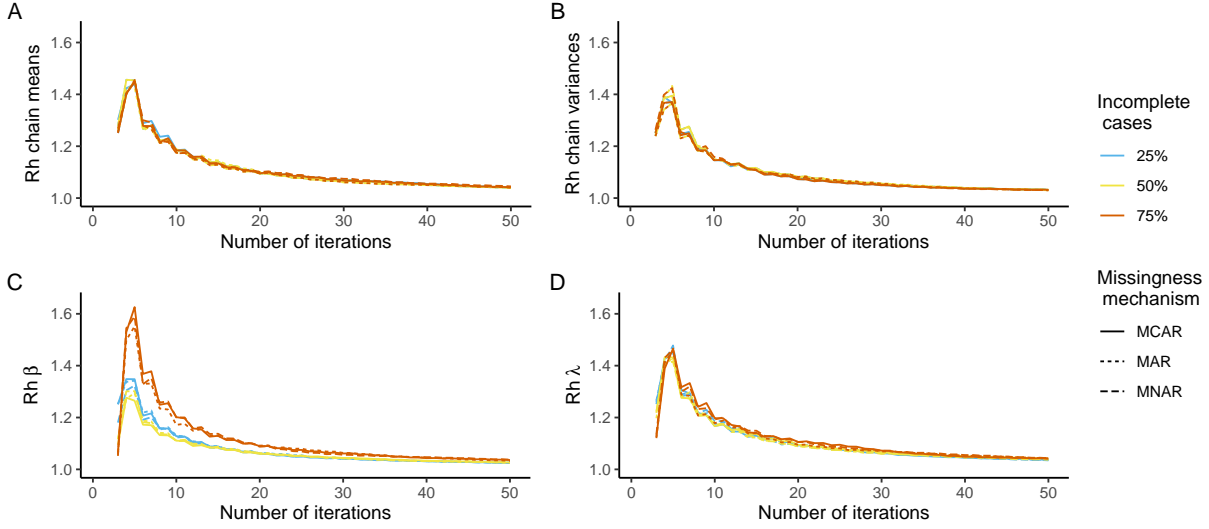 A
Rh chain means
1.6
1.4
1.2
1.0
0
10
20
30
40
50
Number of iterations
B
Rh chain variances
1.6
1.4
1.2
1.0
0
10
20
30
40
50
Number of iterations
Incomplete
cases
25%
50%
75%
C
Rh β
1.6
1.4
1.2
1.0
0
10
20
30
40
50
Number of iterations
D
Rh λ
1.6
1.4
1.2
1.0
0
10
20
30
40
50
Number of iterations
Missingness
mechanism
MCAR
MAR
MNAR